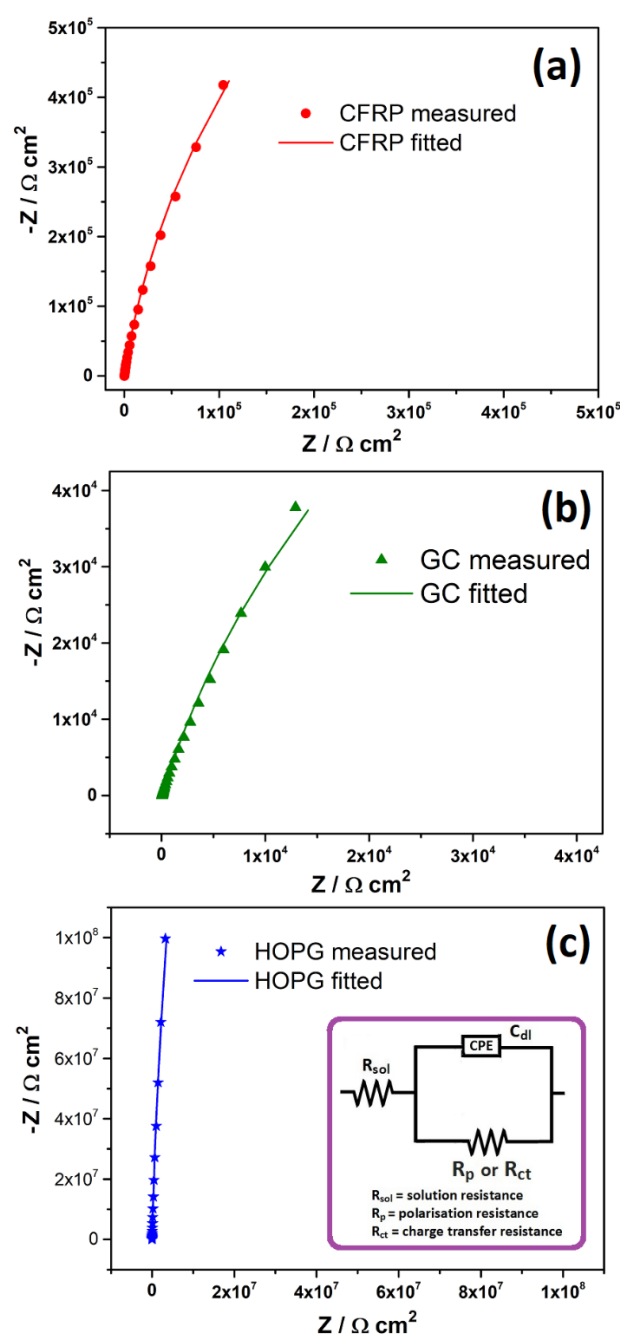 (a)
5x10⁵
4x10⁵
3x10⁵
2x10⁵
1x10⁵
0
-Z / Ω cm²
CFRP measured
CFRP fitted
0 1x10⁵ 2x10⁵ 3x10⁵ 4x10⁵ 5x10⁵
Z / Ω cm²
(b)
4x10⁴
3x10⁴
2x10⁴
1x10⁴
0
-Z / Ω cm²
GC measured
GC fitted
0 1x10⁴ 2x10⁴ 3x10⁴ 4x10⁴
Z / Ω cm²
(c)
1x10⁸
8x10⁷
6x10⁷
4x10⁷
2x10⁷
0
-Z / Ω cm²
HOPG measured
HOPG fitted
Rsol
CPE
Cdl
Rp or Rct
Rsol = solution resistance
Rp = polarisation resistance
Rct = charge transfer resistance
0 2x10⁷ 4x10⁷ 6x10⁷ 8x10⁷ 1x10⁸
Z / Ω cm²